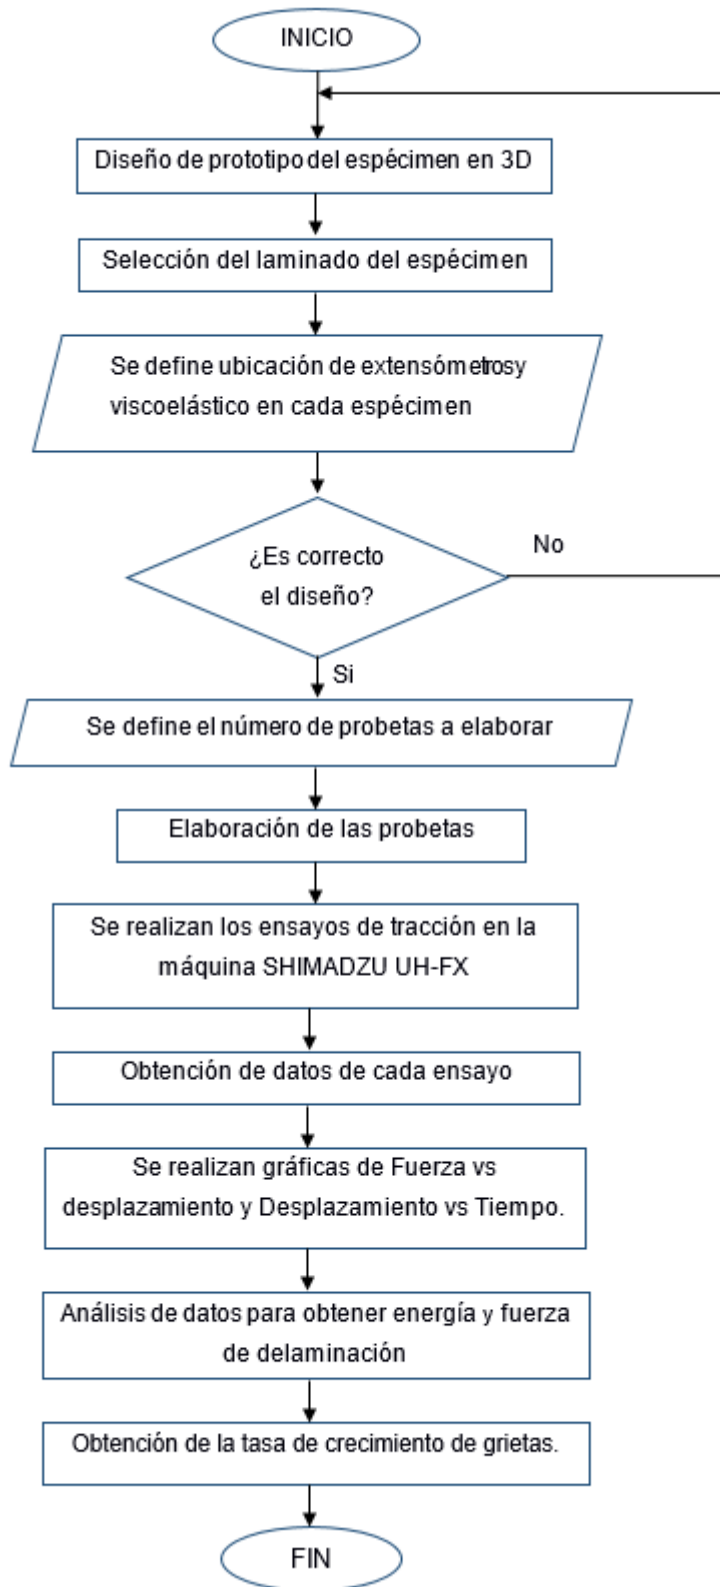 INICIO
Diseño de prototipo del espécimen en 3D
Selección del laminado del espécimen
Se define ubicación de extensómetrosy
viscoelástico en cada espécimen
¿Es correcto
el diseño?
No
Si
Se define el número de probetas a elaborar
Elaboración de las probetas
Se realizan los ensayos de tracción en la
máquina SHIMADZU UH-FX
Obtención de datos de cada ensayo
Se realizan gráficas de Fuerza vs
desplazamiento y Desplazamiento vs Tiempo.
Análisis de datos para obtener energía y fuerza
de delaminación
Obtención de la tasa de crecimiento de grietas.
FIN